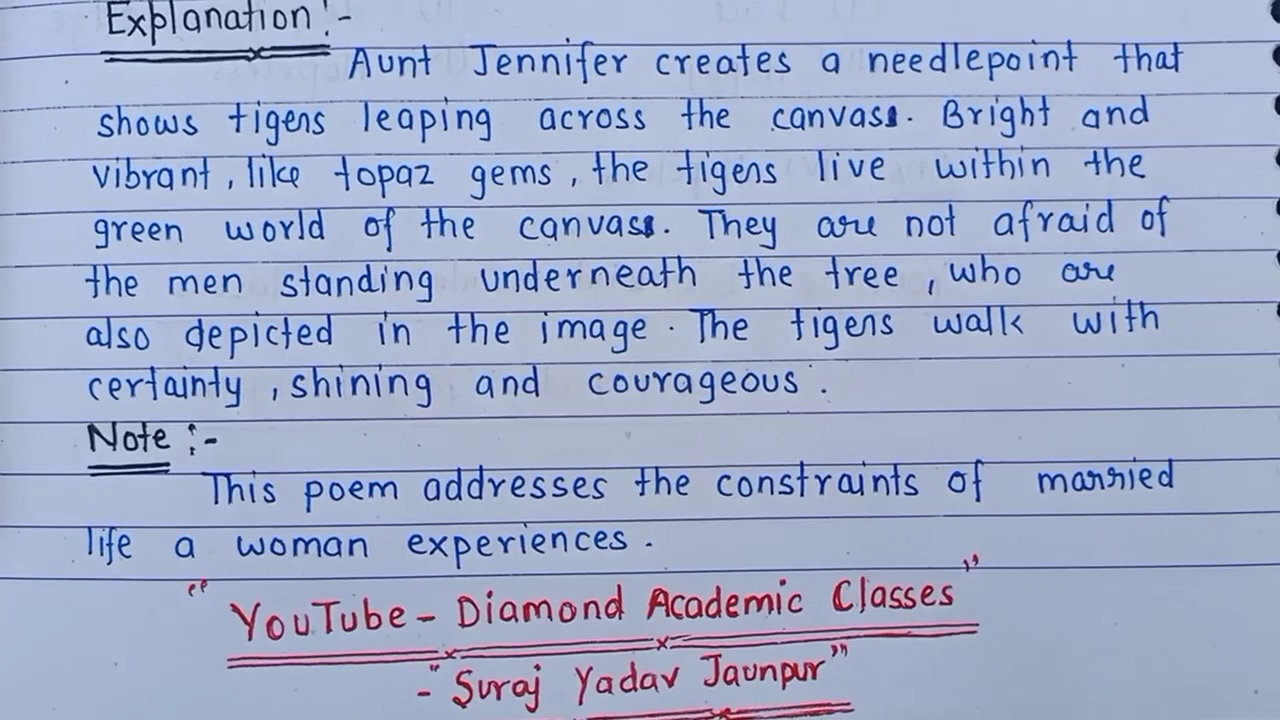 Explanation :-
Aunt Jennifer creates a needlepoint that
shows tigers leaping across the canvas. Bright and
vibrant, like topaz gems, the tigers live within the
green world of the canvas. They are not afraid of
the men standing underneath the tree, who are
also depicted in the image. The tigers walk with
certainty, shining and courageous.
Note :-
This poem addresses the constraints of married
life a woman experiences.
"YouTube - Diamond Academic Classes"
- "Suraj Yadav Jaunpur"